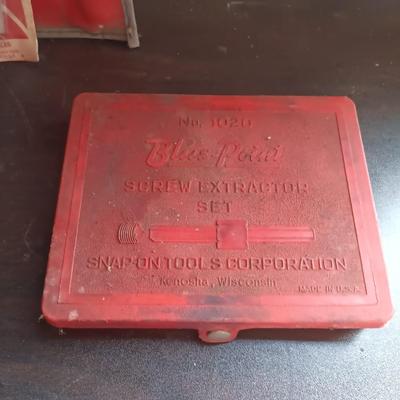 No. 1020
Blue-Point
SCREW EXTRACTOR
SET
SNAP-ON TOOLS CORPORATION
Kenosha, Wisconsin
MADE IN U.S.A.